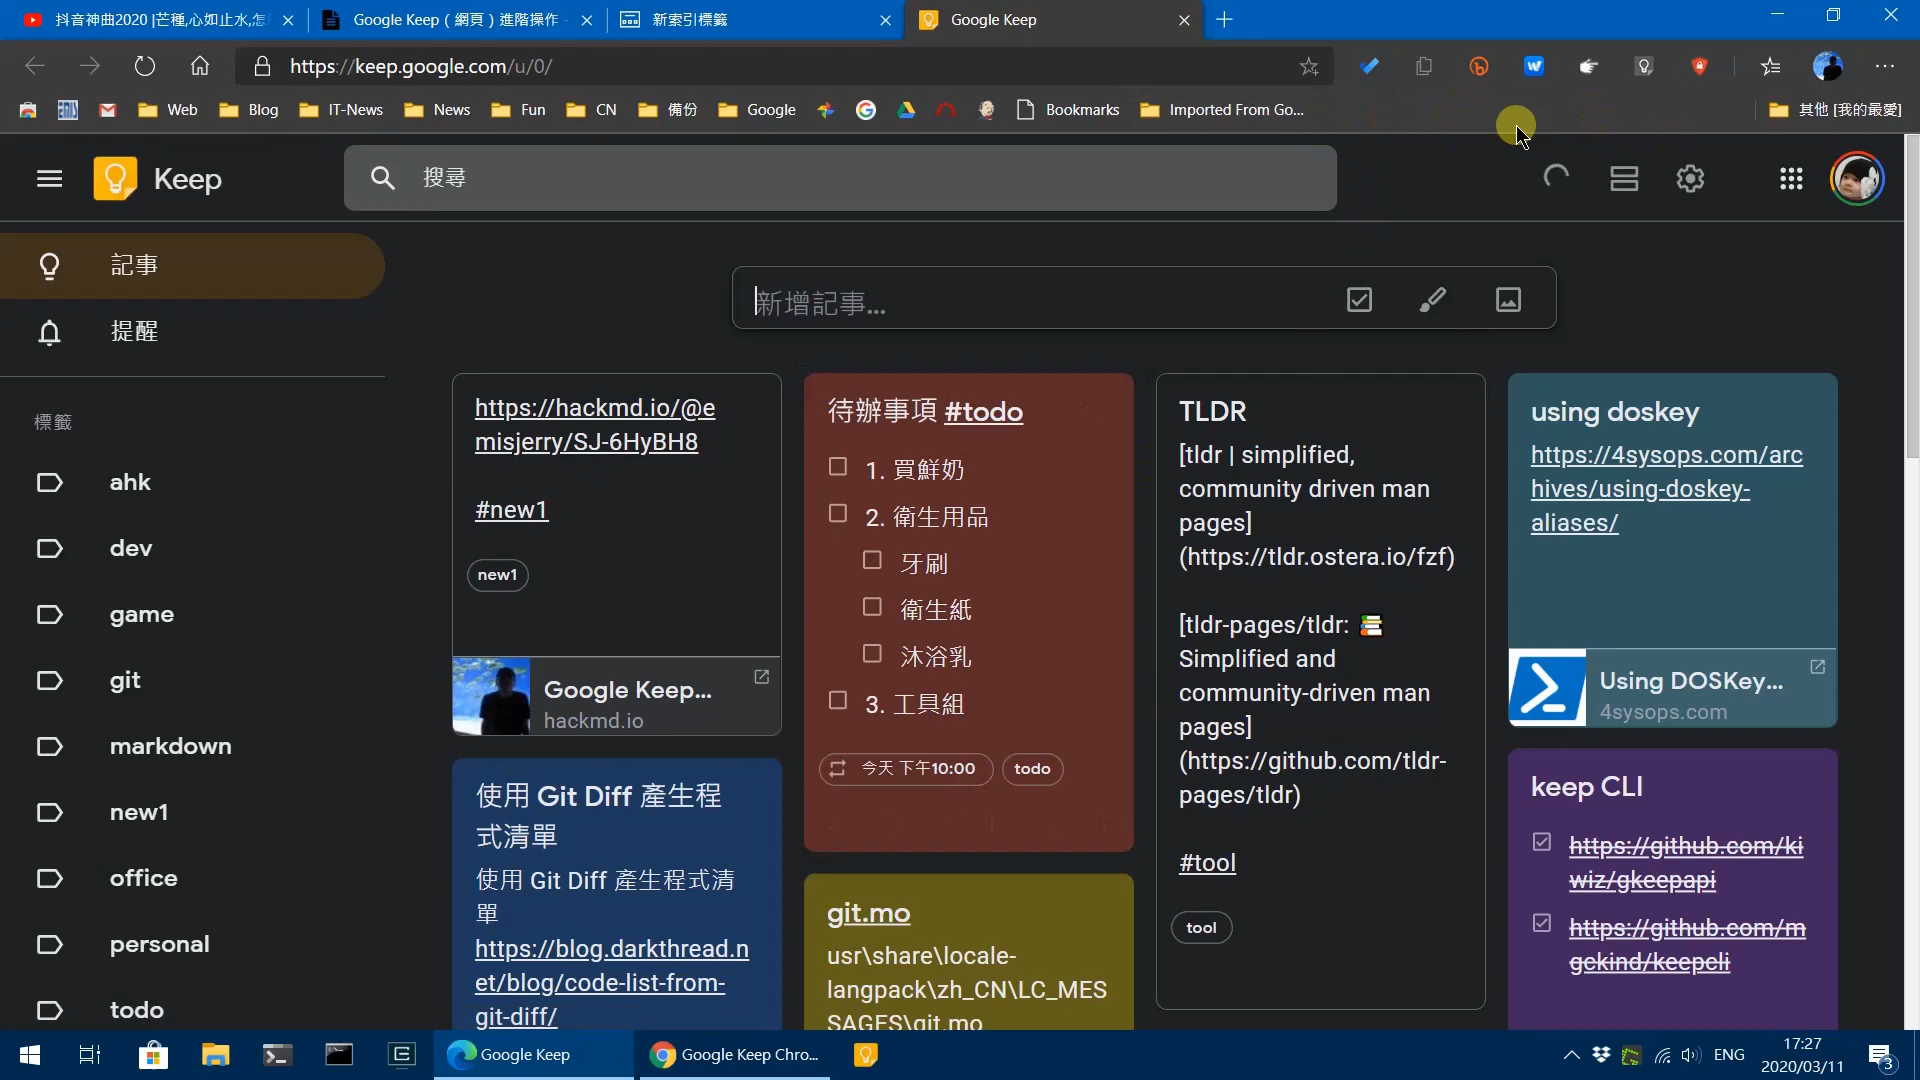 抖音神曲2020 |芒種,心如止水,怎
Google Keep ( 網頁 ) 進階操作 -
新索引標籤
Google Keep
https://keep.google.com/u/0/
Web
Blog
IT-News
News
Fun
CN
備份
Google
Bookmarks
Imported From Go...
其他 [我的最愛]
Keep
搜尋
記事
提醒
標籤
ahk
dev
game
git
markdown
new1
office
personal
todo
新增記事...
https://hackmd.io/@e
misjerry/SJ-6HyBH8
#new1
new1
Google Keep...
hackmd.io
使用 Git Diff 產生程
式清單
使用 Git Diff 產生程式清
單
https://blog.darkthread.n
et/blog/code-list-from-
git-diff/
待辦事項 #todo
1. 買鮮奶
2. 衛生用品
牙刷
衛生紙
沐浴乳
3. 工具組
今天 下午10:00
todo
git.mo
usr\share\locale-
langpack\zh_CN\LC_MES
SAGES\git.mo
TLDR
[tldr | simplified,
community driven man
pages]
(https://tldr.ostera.io/fzf)
[tldr-pages/tldr: 📚
Simplified and
community-driven man
pages]
(https://github.com/tldr-
pages/tldr)
#tool
tool
using doskey
https://4sysops.com/arc
hives/using-doskey-
aliases/
Using DOSKey...
4sysops.com
keep CLI
https://github.com/ki
wiz/gkeepapi
https://github.com/m
gckind/keepcli
Google Keep
Google Keep Chro...
ENG
17:27
2020/03/11
3